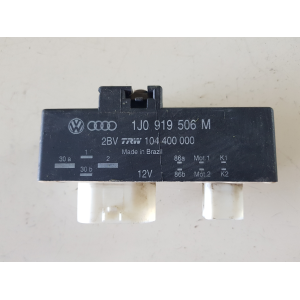 1J0 919 506 M
2BV TRW 104 400 000
Made in Brazil
30 a 1 2 86a Mot.1 K1
30 b 12V 86b Mot.2 K2